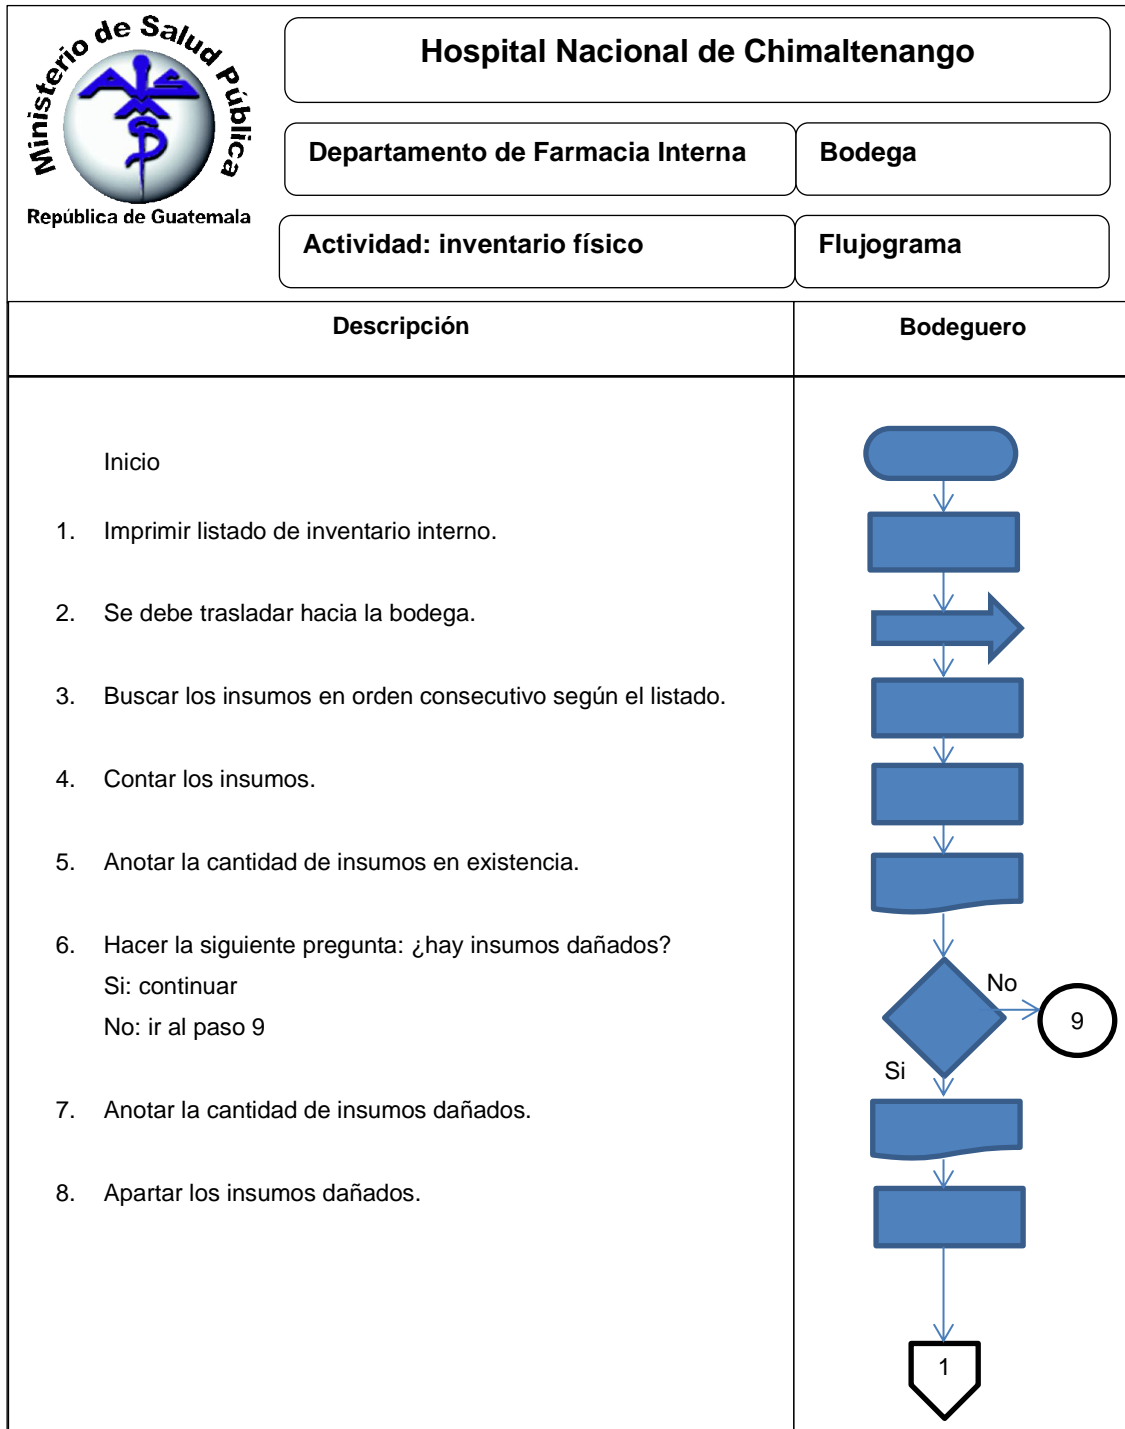 Ministerio de Salud Pública
República de Guatemala
Hospital Nacional de Chimaltenango
Departamento de Farmacia Interna
Bodega
Actividad: inventario físico
Flujograma
Descripción
Bodeguero
Inicio
1. Imprimir listado de inventario interno.
2. Se debe trasladar hacia la bodega.
3. Buscar los insumos en orden consecutivo según el listado.
4. Contar los insumos.
5. Anotar la cantidad de insumos en existencia.
6. Hacer la siguiente pregunta: ¿hay insumos dañados?
Si: continuar
No: ir al paso 9
No
9
Si
7. Anotar la cantidad de insumos dañados.
8. Apartar los insumos dañados.
1